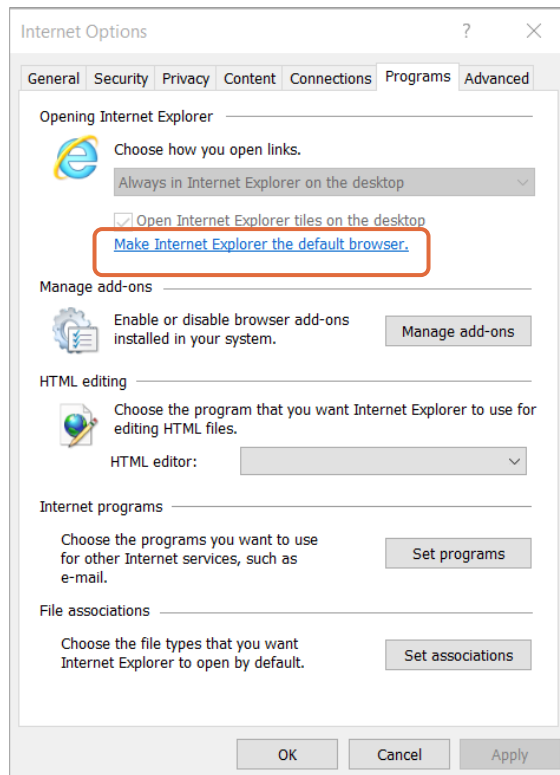 Internet Options
?
General Security Privacy Content Connections Programs Advanced
Opening Internet Explorer
Choose how you open links.
Always in Internet Explorer on the desktop
Open Internet Explorer tiles on the desktop
Make Internet Explorer the default browser.
Manage add-ons
Enable or disable browser add-ons
installed in your system.
Manage add-ons
HTML editing
Choose the program that you want Internet Explorer to use for
editing HTML files.
HTML editor:
Internet programs
Choose the programs you want to use
for other Internet services, such as
e-mail.
Set programs
File associations
Choose the file types that you want
Internet Explorer to open by default.
Set associations
OK Cancel Apply